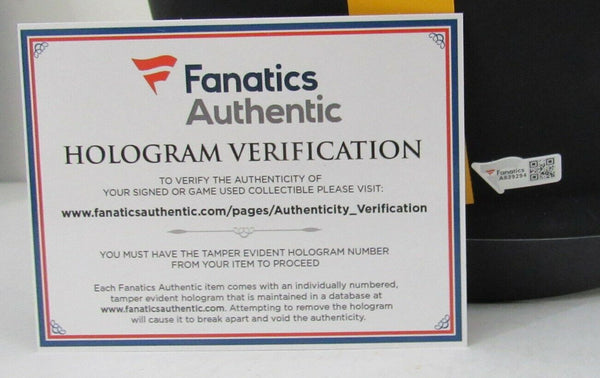 Fanatics
Authentic
HOLOGRAM VERIFICATION
TO VERIFY THE AUTHENTICITY OF
YOUR SIGNED OR GAME USED COLLECTIBLE PLEASE VISIT:
www.fanaticsauthentic.com/pages/Authenticity_Verification
YOU MUST HAVE THE TAMPER EVIDENT HOLOGRAM NUMBER
FROM YOUR ITEM TO PROCEED
Each Fanatics Authentic item comes with an individually numbered,
tamper evident hologram that is maintained in a database at
www.fanaticsauthentic.com. Attempting to remove the hologram
will cause it to break apart and void the authenticity.
Fanatics